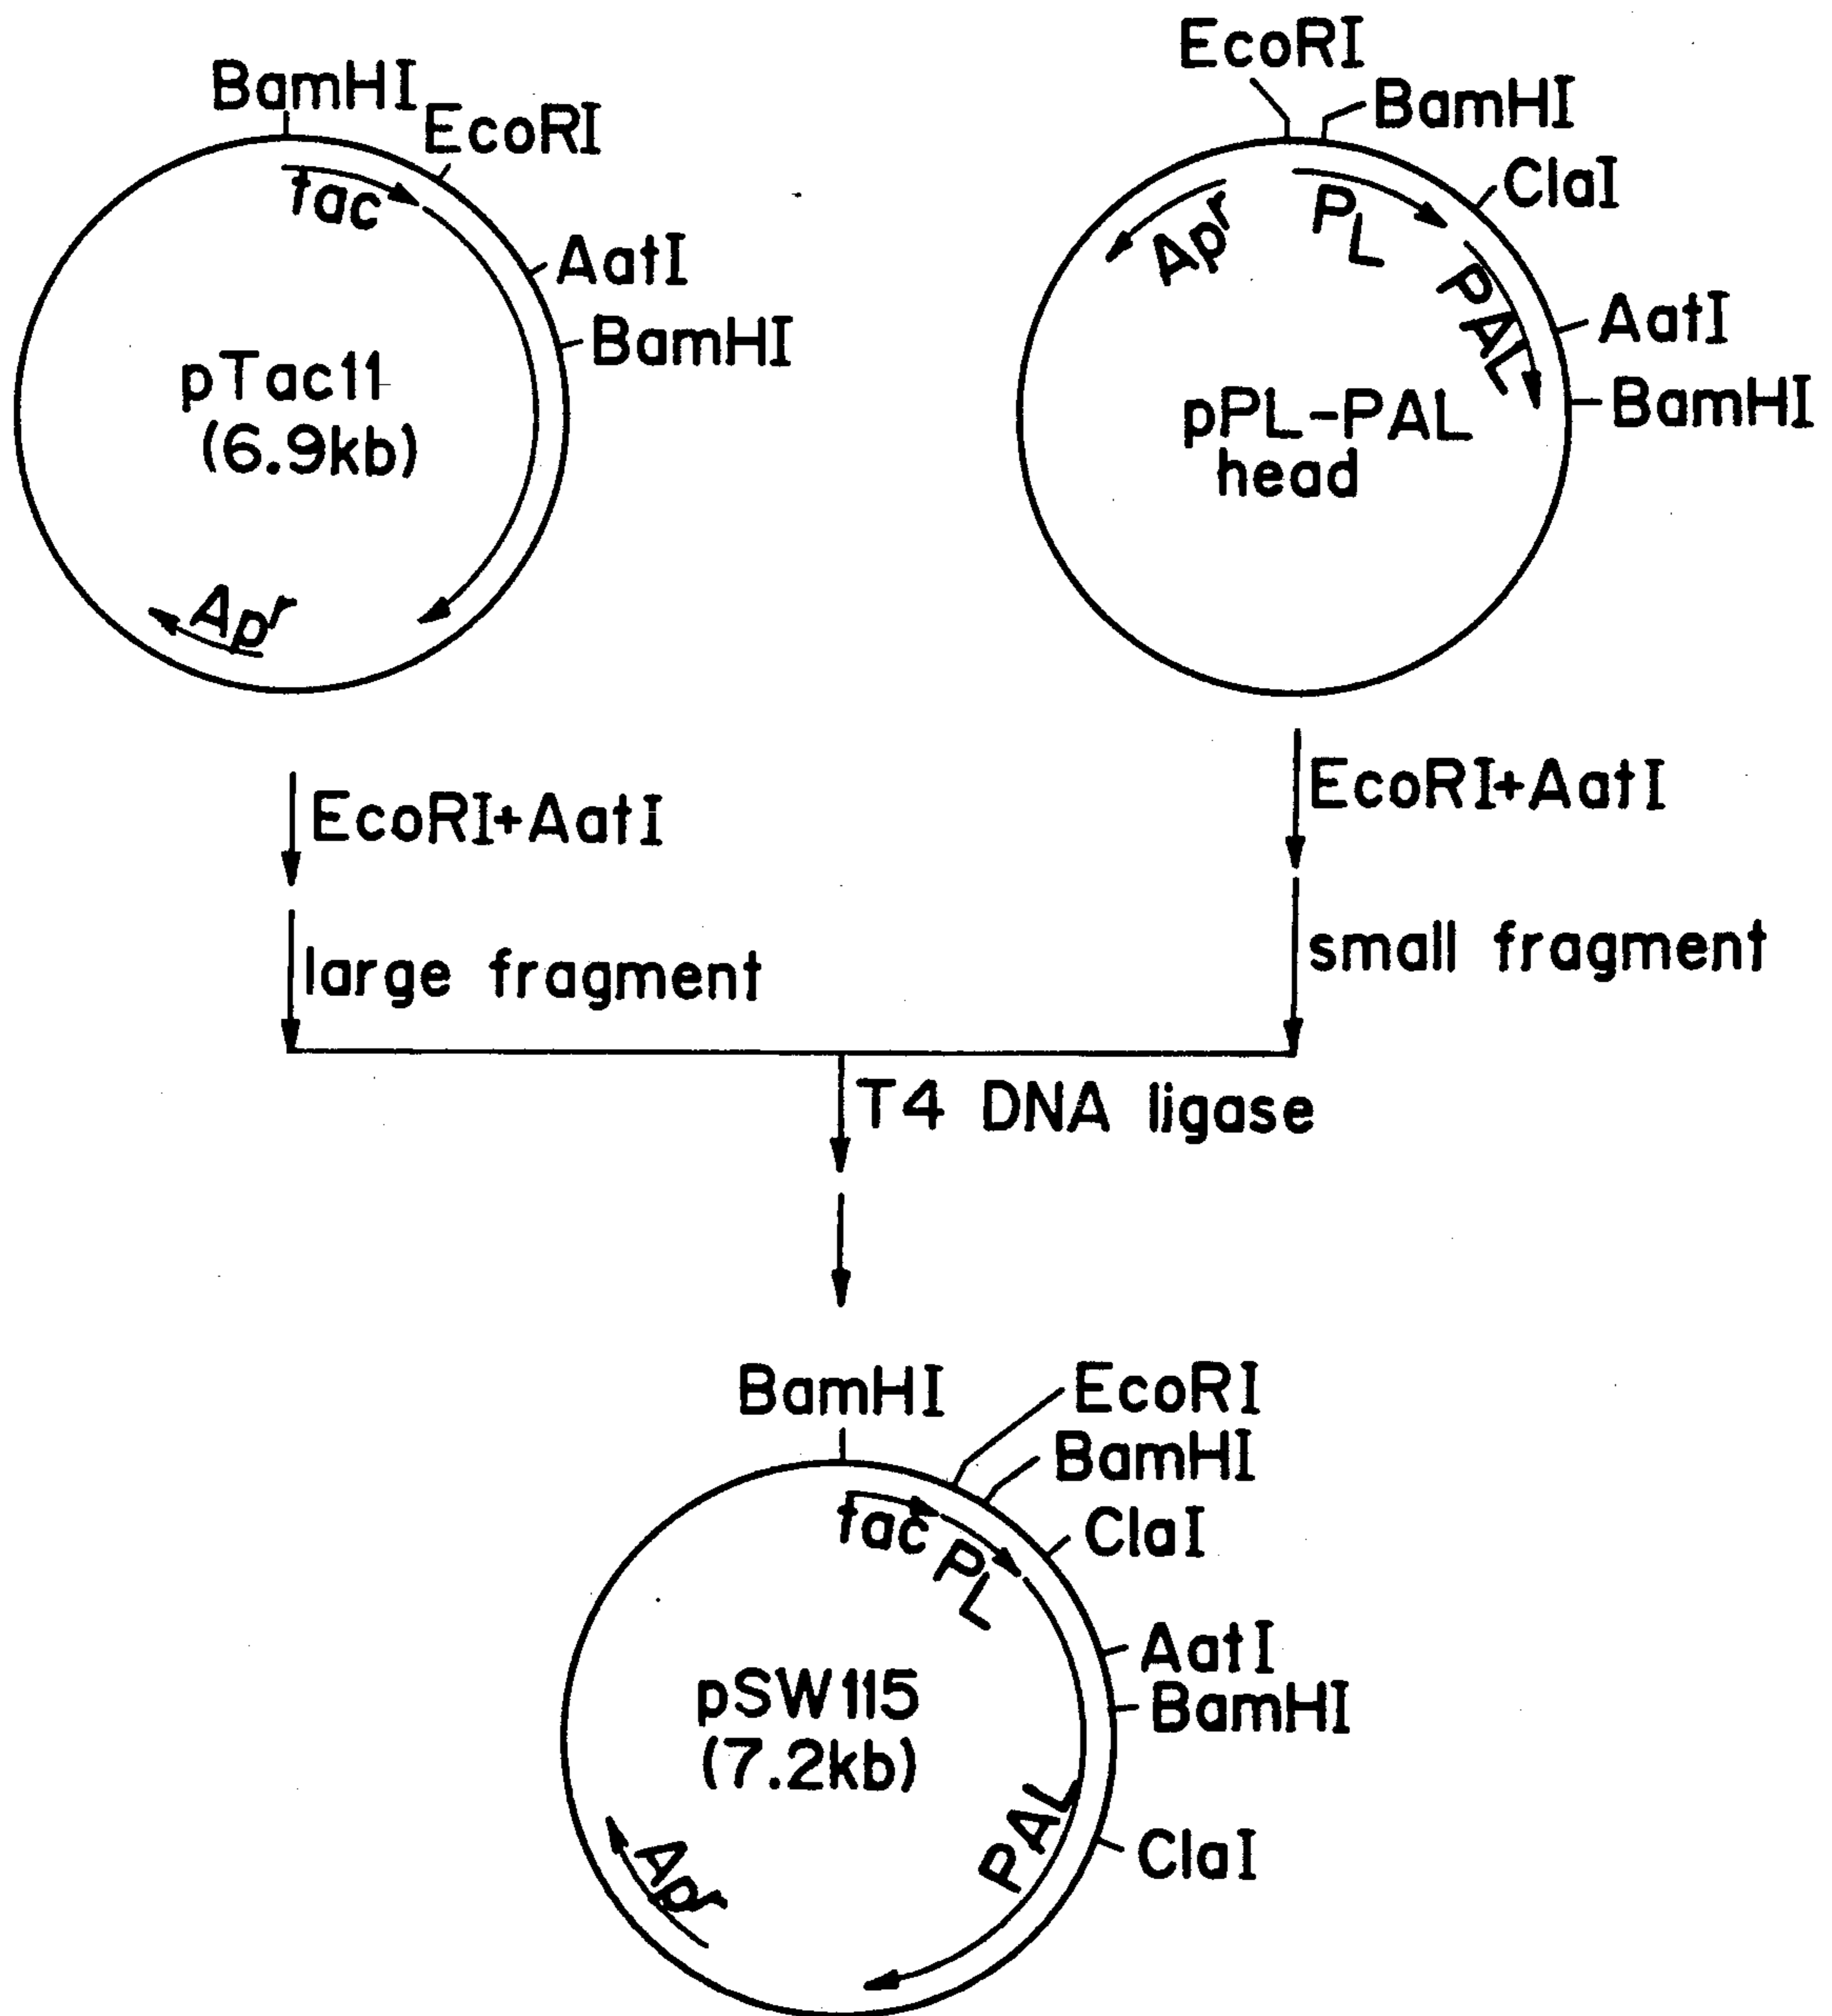 BamHI
EcoRI
tac
AatI
BamHI
pTac11
(6.9kb)
Apr
EcoRI
BamHI
ClaI
PL
Apr
PAL
AatI
BamHI
pPL-PAL
head
EcoRI+AatI
EcoRI+AatI
large fragment
small fragment
T4 DNA ligase
BamHI
EcoRI
BamHI
ClaI
tac
PL
AatI
BamHI
pSW115
(7.2kb)
PAL
ClaI
Apr